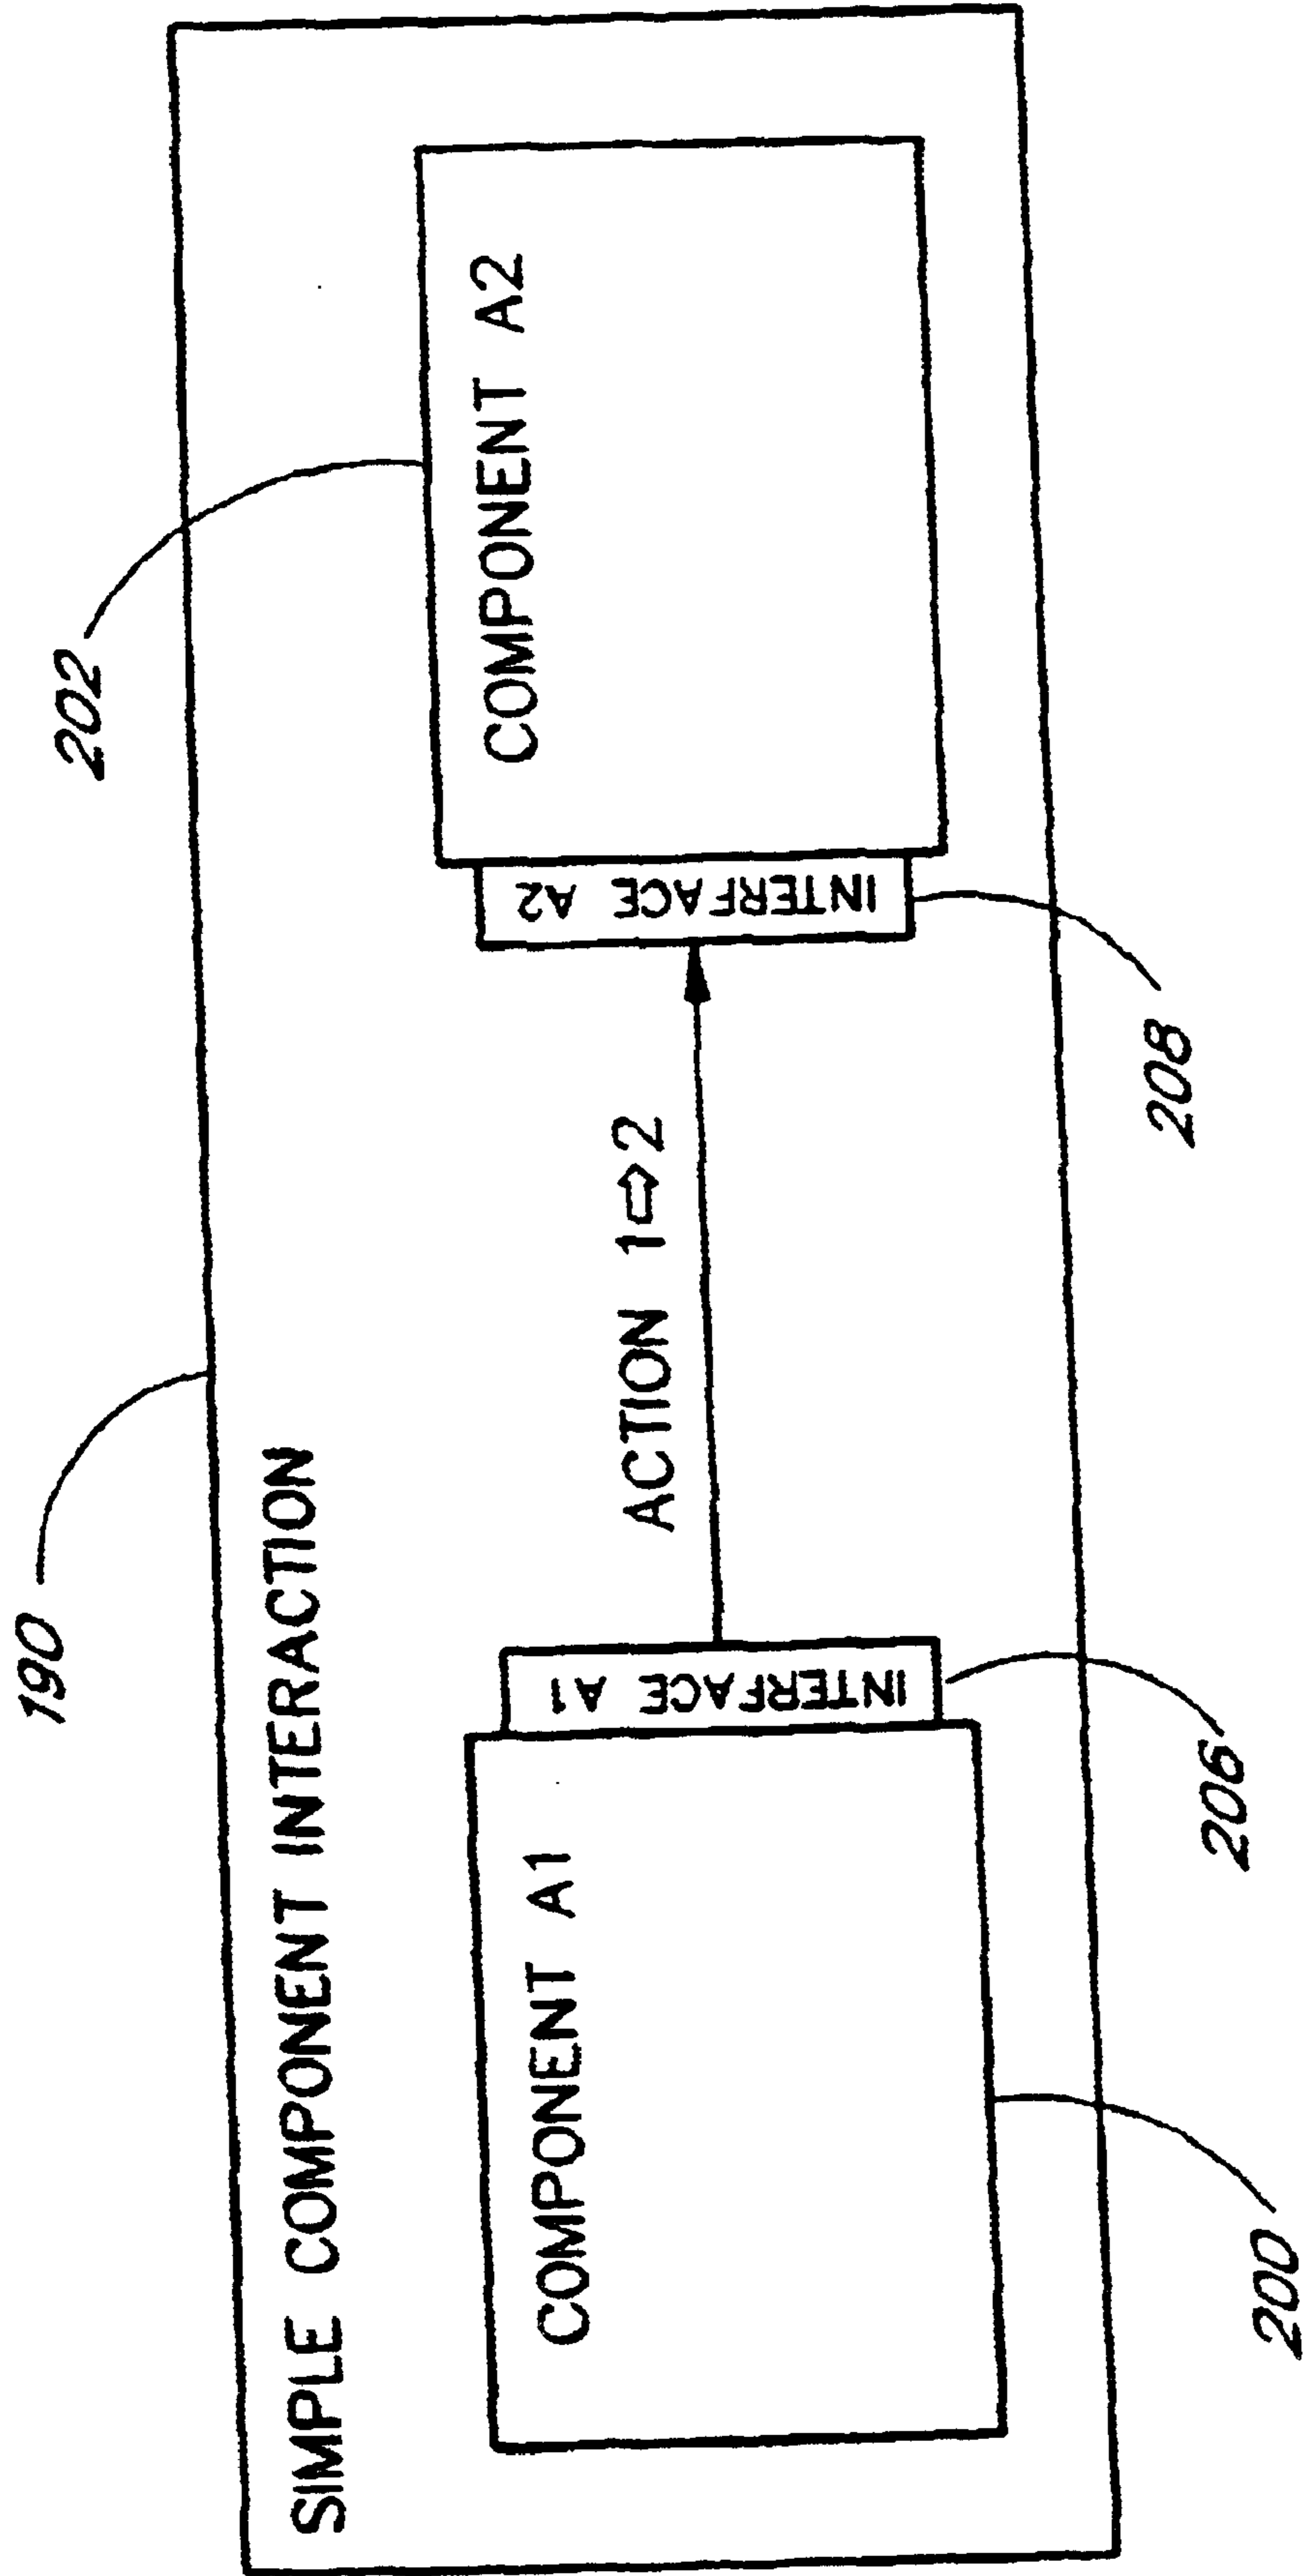 190
202
SIMPLE COMPONENT INTERACTION
COMPONENT A1
INTERFACE A1
ACTION 1⇨2
INTERFACE A2
COMPONENT A2
200
206
208